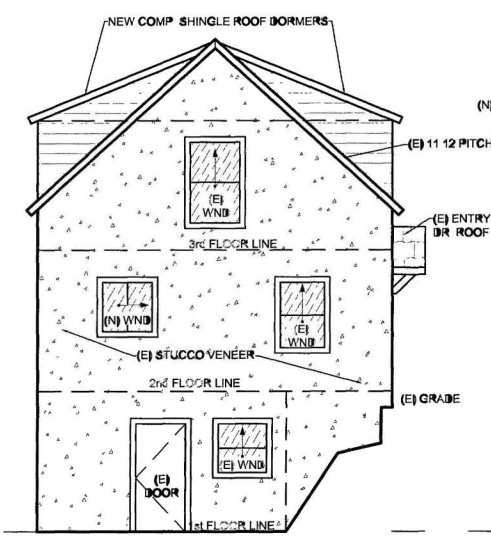 NEW COMP SHINGLE ROOF DORMERS
(N)
(E) 11 12 PITCH
(E)
WND
(E) ENTRY
DR ROOF
3rd FLOOR LINE
(N) WND
(E)
WND
(E) STUCCO VENEER
2nd FLOOR LINE
(E) GRADE
(E) WND
(E)
DOOR
1st FLOOR LINE